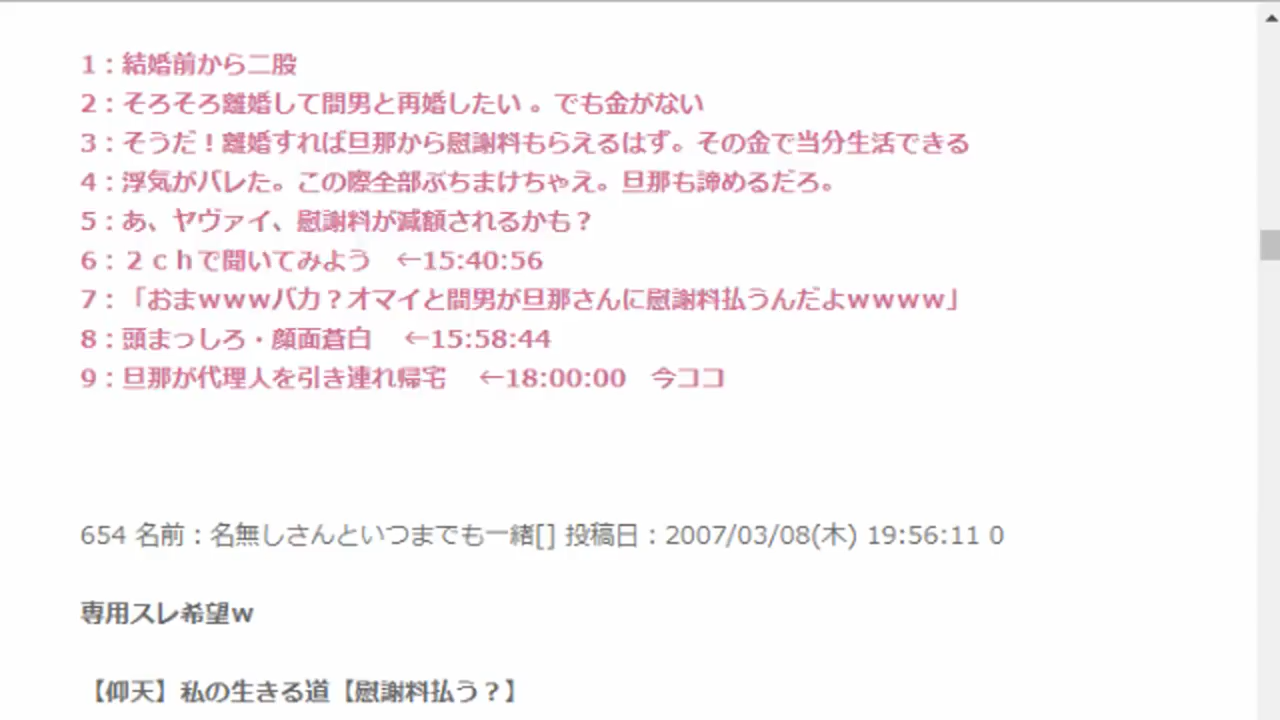 1：結婚前から二股
2：そろそろ離婚して間男と再婚したい 。でも金がない
3：そうだ！離婚すれば旦那から慰謝料もらえるはず。その金で当分生活できる
4：浮気がバレた。この際全部ぶちまけちゃえ。旦那も諦めるだろ。
5：あ、ヤヴァイ、慰謝料が減額されるかも？
6：２ｃｈで聞いてみよう　←15:40:56
7：「おまwwwバカ？オマイと間男が旦那さんに慰謝料払うんだよwwww」
8：頭まっしろ・顔面蒼白　←15:58:44
9：旦那が代理人を引き連れ帰宅　←18:00:00　今ココ
654 名前：名無しさんといつまでも一緒[] 投稿日：2007/03/08(木) 19:56:11 0
専用スレ希望ｗ
【仰天】私の生きる道【慰謝料払う？】